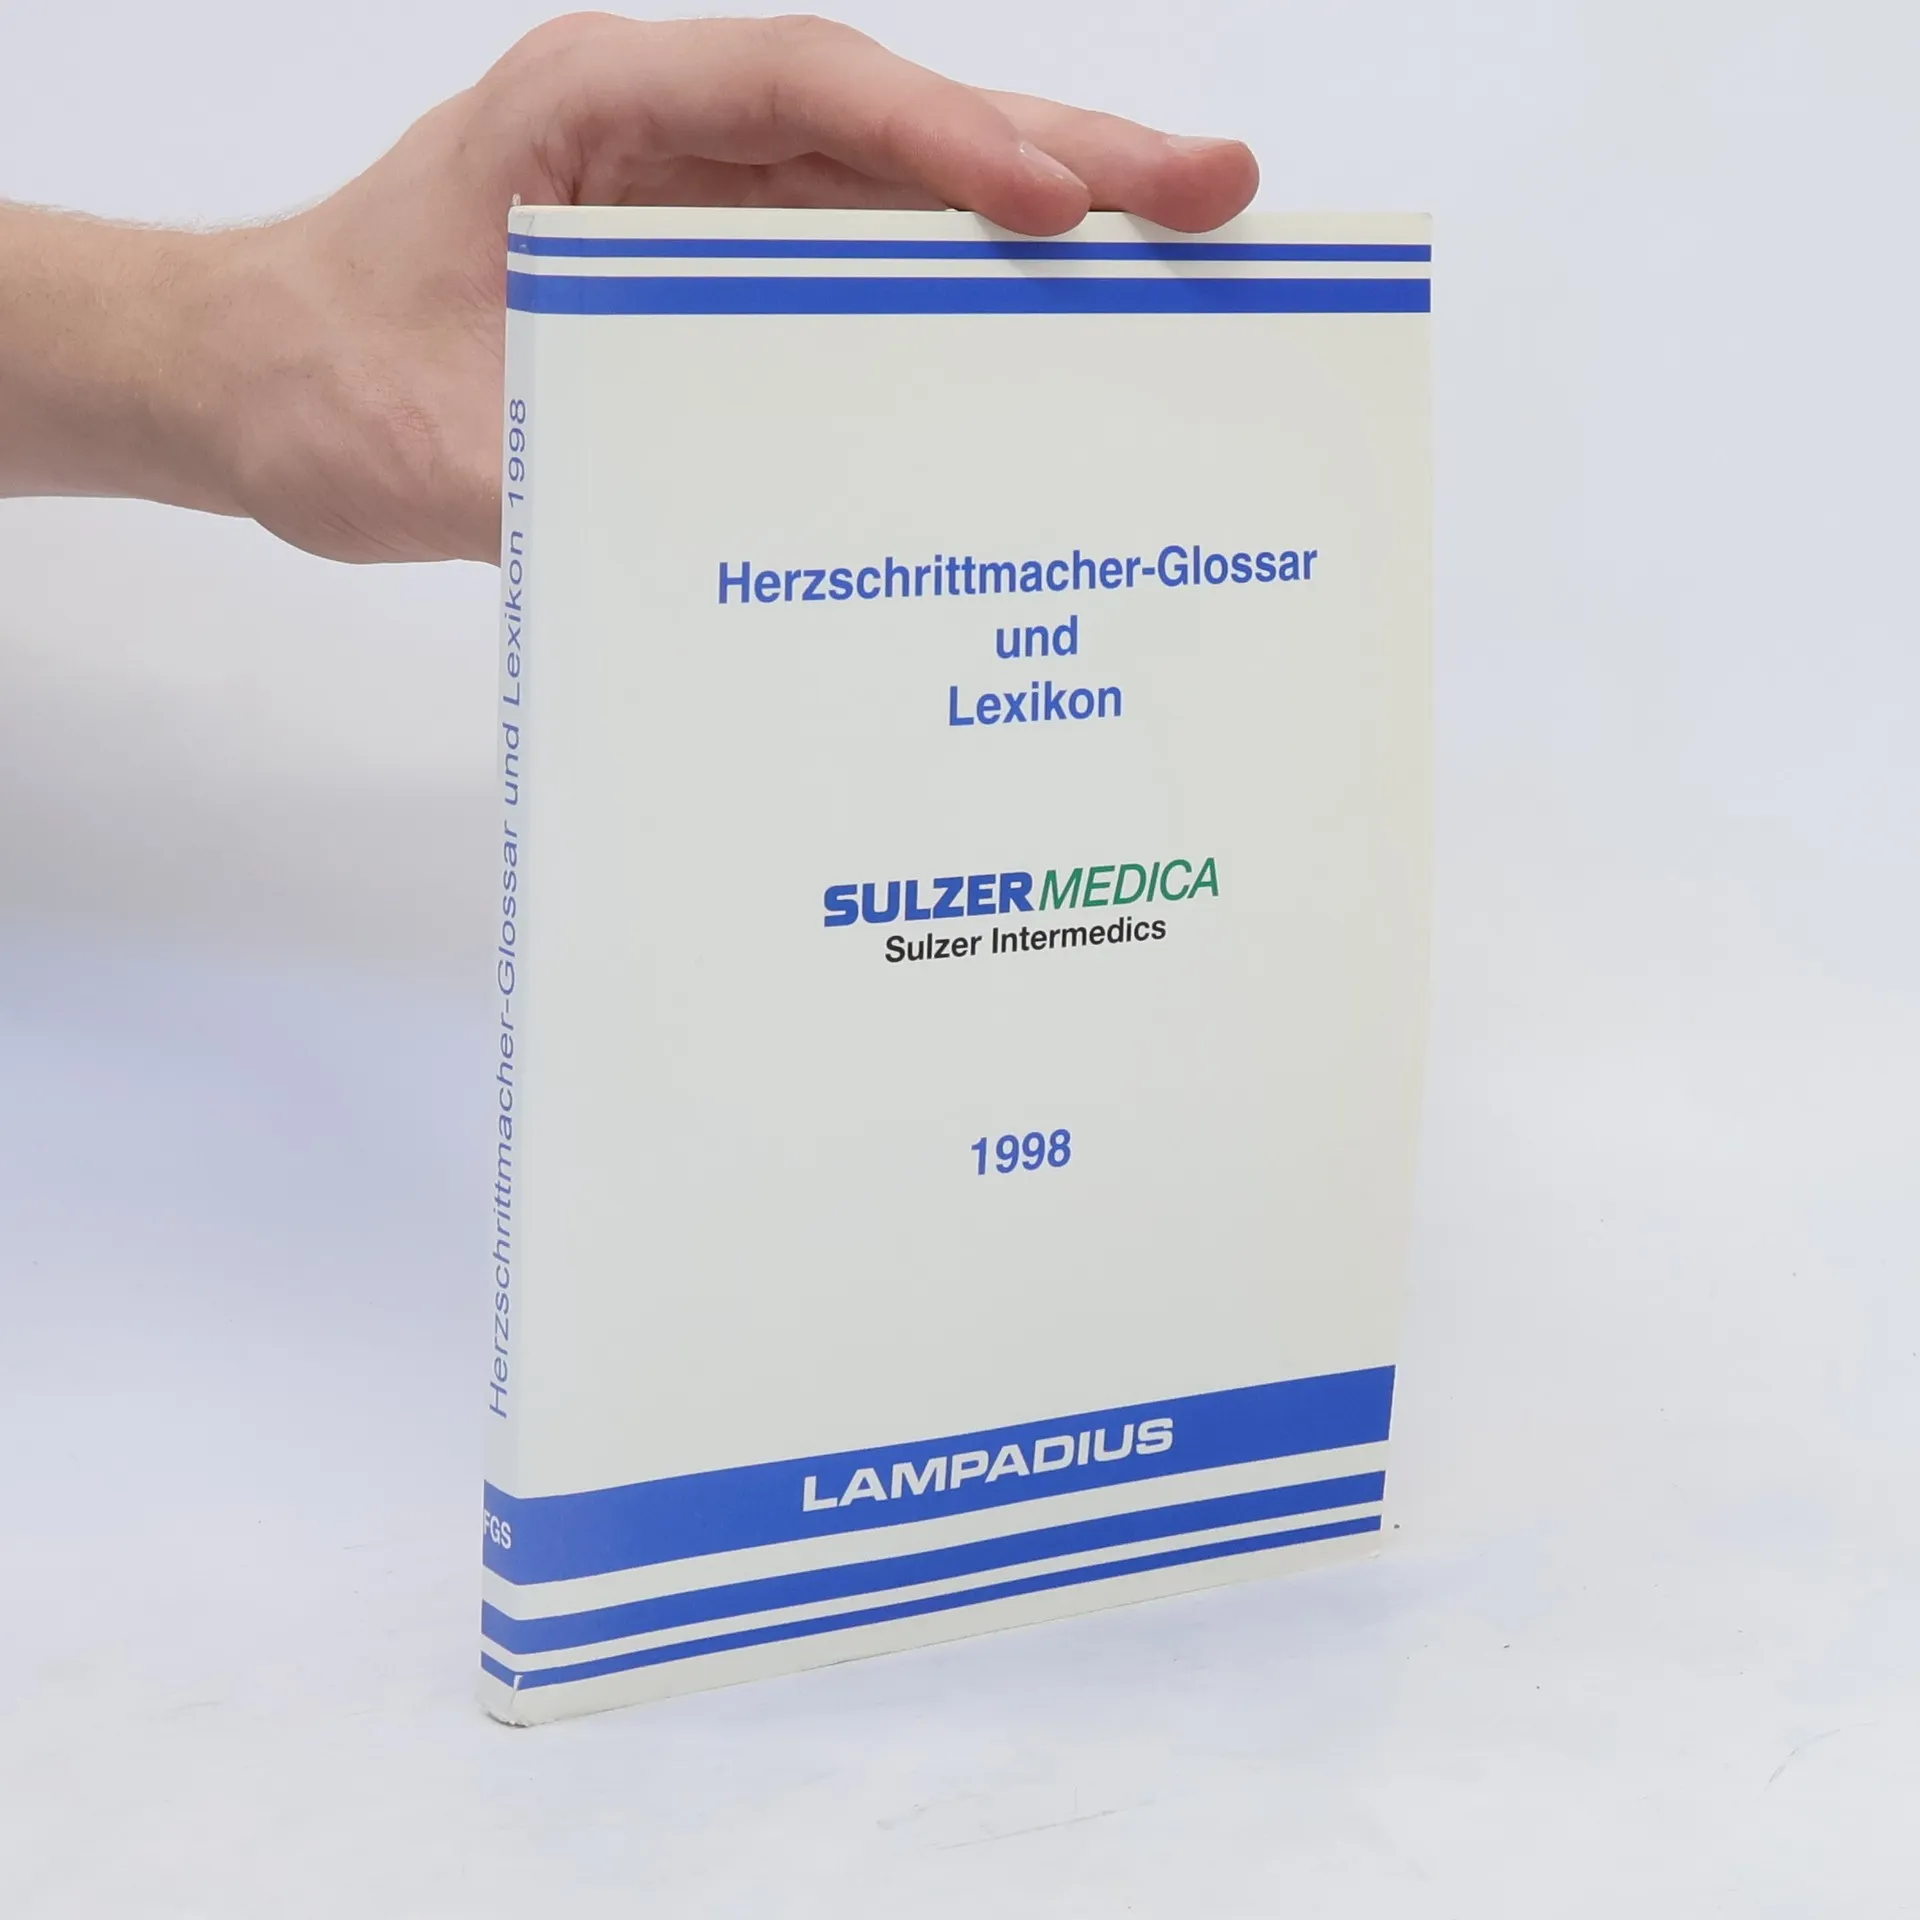 Herzschrittmacher-Glossar
und
Lexikon
SULZERMEDICA
Sulzer Intermedics
1998
LAMPADIUS
Herzschrittmacher-Glossar und Lexikon 1998
FGS